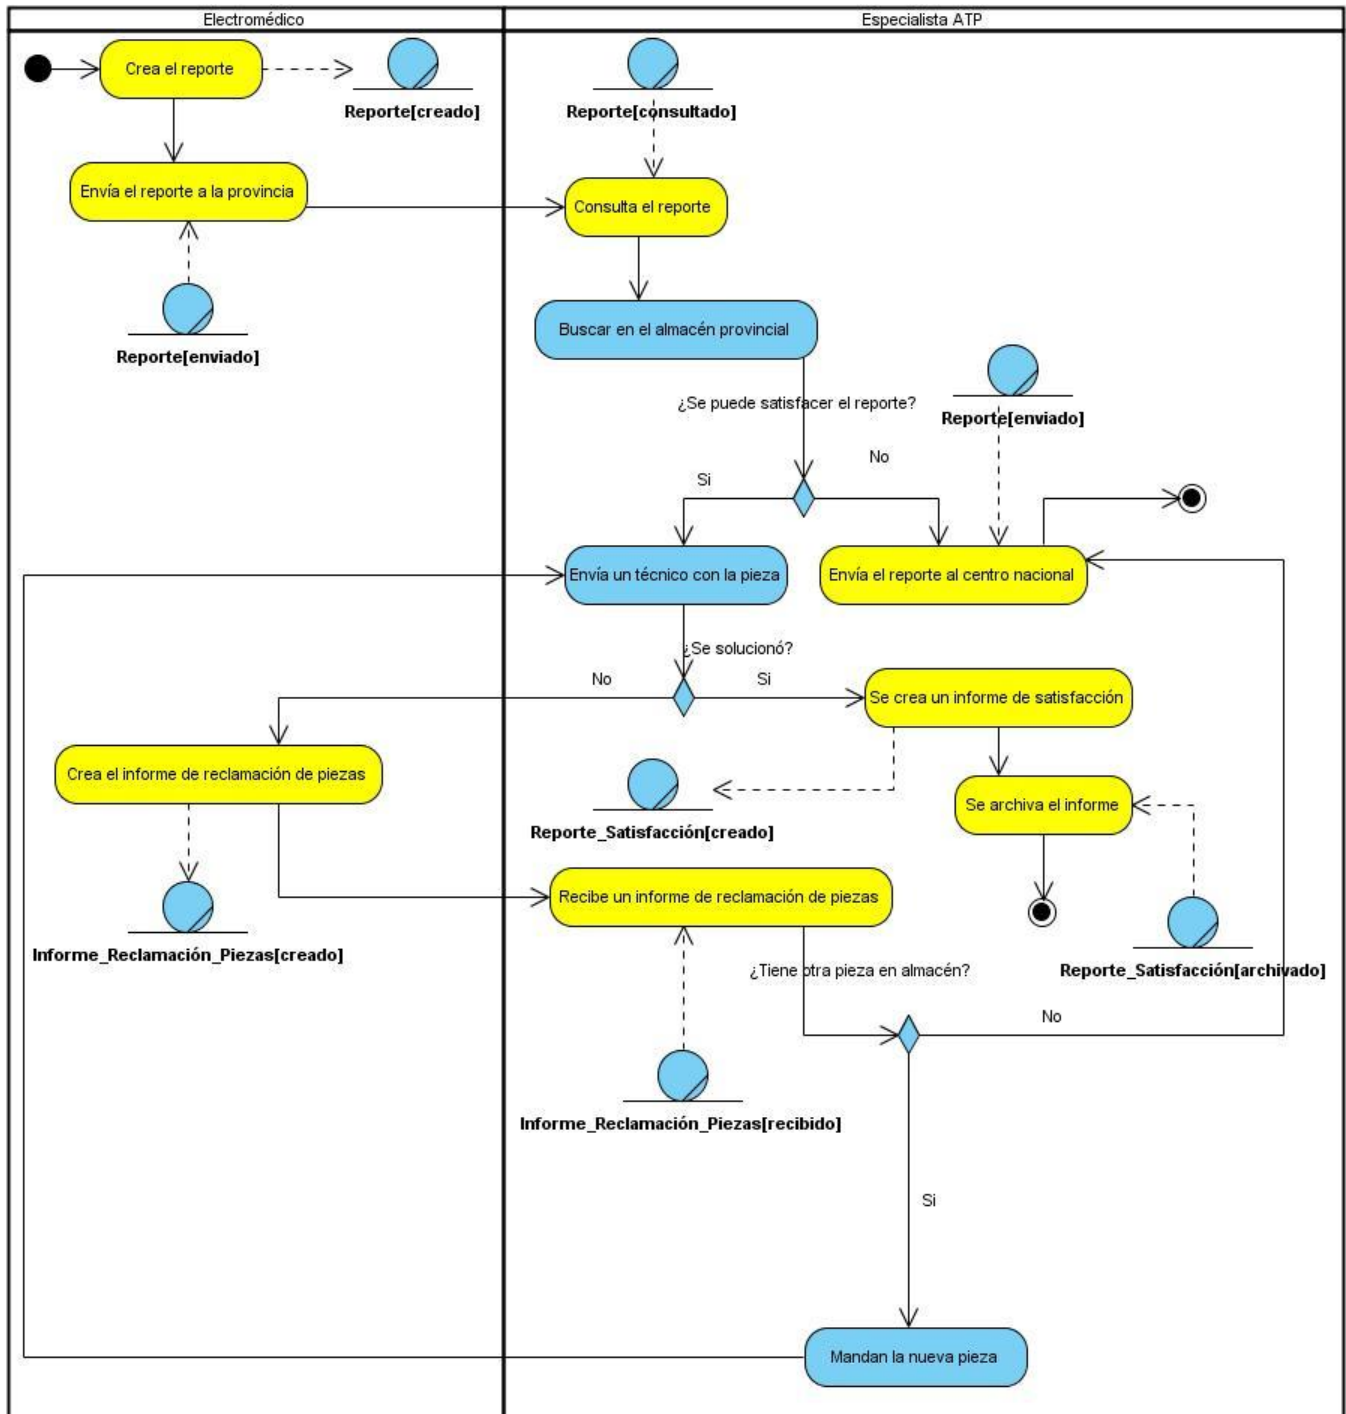 Electromédico
Especialista ATP
Crea el reporte
Reporte[creado]
Reporte[consultado]
Envía el reporte a la provincia
Consulta el reporte
Reporte[enviado]
Buscar en el almacén provincial
¿Se puede satisfacer el reporte?
Reporte[enviado]
No
Si
Envía un técnico con la pieza
Envía el reporte al centro nacional
¿Se solucionó?
No
Si
Se crea un informe de satisfacción
Crea el informe de reclamación de piezas
Se archiva el informe
Reporte_Satisfacción[creado]
Recibe un informe de reclamación de piezas
Informe_Reclamación_Piezas[creado]
¿Tiene otra pieza en almacén?
Reporte_Satisfacción[archivado]
No
Informe_Reclamación_Piezas[recibido]
Si
Mandan la nueva pieza